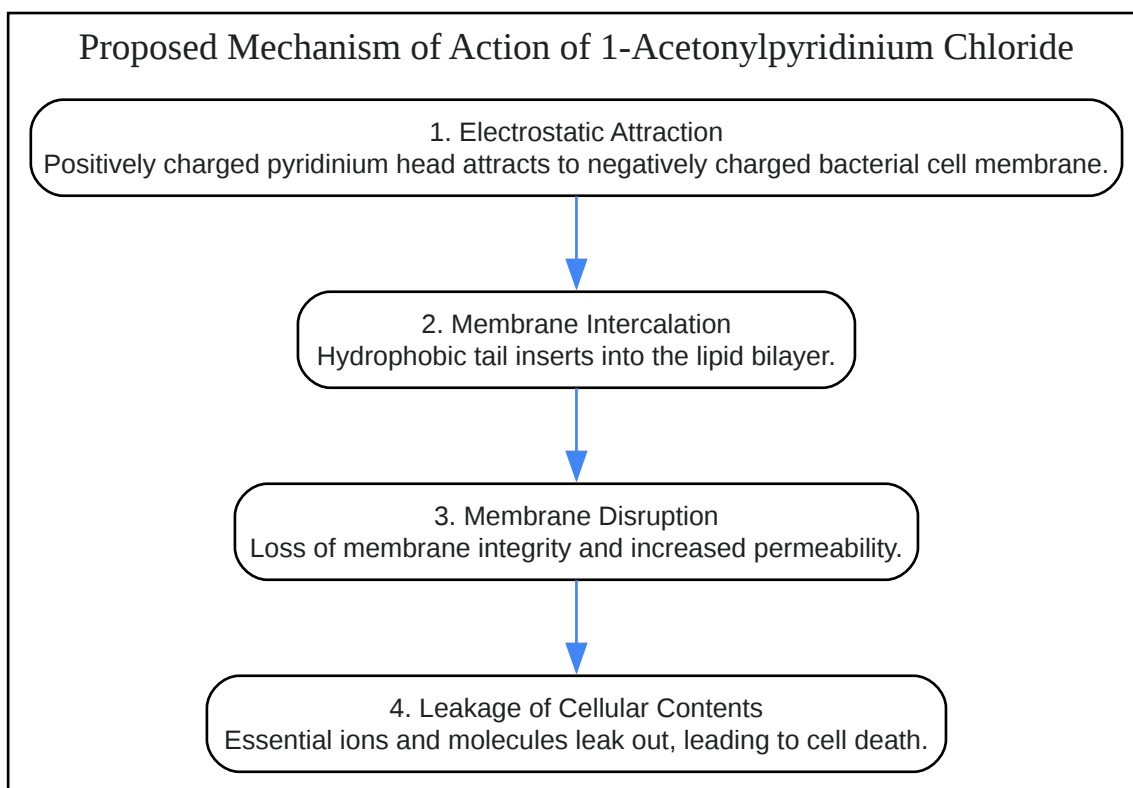 Proposed Mechanism of Action of 1-Acetonylpyridinium Chloride
1. Electrostatic Attraction
Positively charged pyridinium head attracts to negatively charged bacterial cell membrane.
2. Membrane Intercalation
Hydrophobic tail inserts into the lipid bilayer.
3. Membrane Disruption
Loss of membrane integrity and increased permeability.
4. Leakage of Cellular Contents
Essential ions and molecules leak out, leading to cell death.